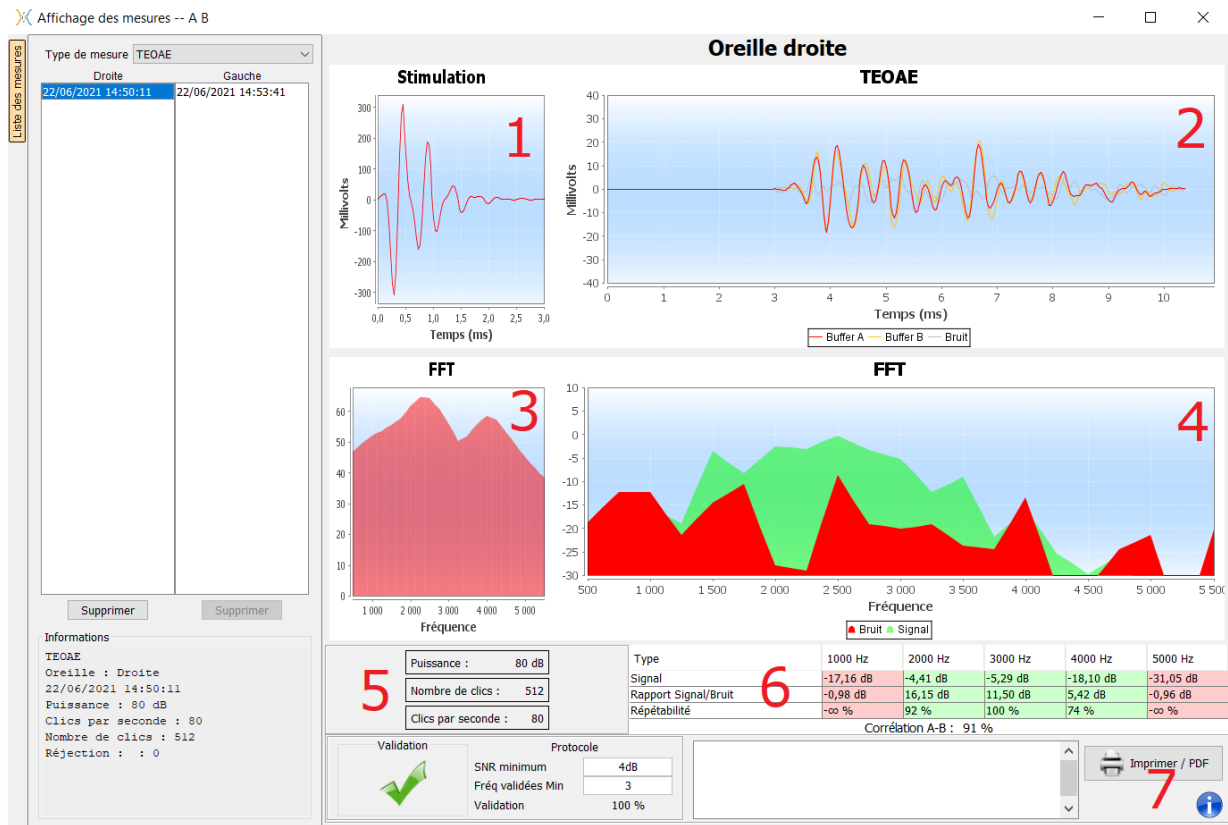 Affichage des mesures -- A B
Liste des mesures
Type de mesure TEOAE
Droite Gauche
22/06/2021 14:50:11 22/06/2021 14:53:41
Supprimer Supprimer
Informations
TEOAE
Oreille : Droite
22/06/2021 14:50:11
Puissance : 80 dB
Clics par seconde : 80
Nombre de clics : 512
Réjection : : 0
Oreille droite
Stimulation
1
Millivolts
300
200
100
0
-100
-200
-300
0,0 0,5 1,0 1,5 2,0 2,5 3,0
Temps (ms)
TEOAE
2
Millivolts
40
30
20
10
0
-10
-20
-30
-40
0 1 2 3 4 5 6 7 8 9 10
Temps (ms)
Buffer A Buffer B Bruit
FFT
3
60
50
40
30
20
10
0
1 000 2 000 3 000 4 000 5 000
Fréquence
FFT
4
10
5
0
-5
-10
-15
-20
-25
-30
500 1 000 1 500 2 000 2 500 3 000 3 500 4 000 4 500 5 000 5 500
Fréquence
Bruit Signal
5
Puissance : 80 dB
Nombre de clics : 512
Clics par seconde : 80
6
Type 1000 Hz 2000 Hz 3000 Hz 4000 Hz 5000 Hz
Signal -17,16 dB -4,41 dB -5,29 dB -18,10 dB -31,05 dB
Rapport Signal/Bruit -0,98 dB 16,15 dB 11,50 dB 5,42 dB -0,96 dB
Répétabilité -∞ % 92 % 100 % 74 % -∞ %
Corrélation A-B : 91 %
Validation
Protocole
SNR minimum 4dB
Fréq validées Min 3
Validation 100 %
Imprimer / PDF
7
i